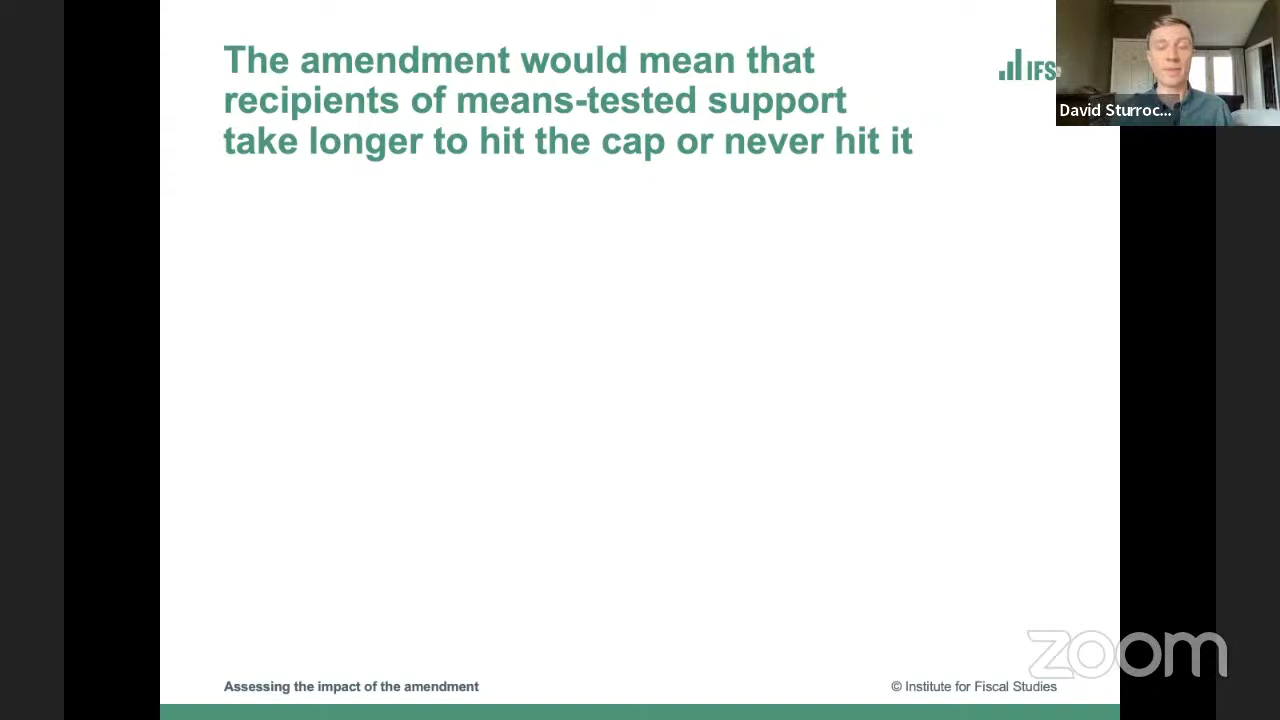 The amendment would mean that
recipients of means-tested support
take longer to hit the cap or never hit it
IFS
David Sturroc...
zoom
Assessing the impact of the amendment
© Institute for Fiscal Studies